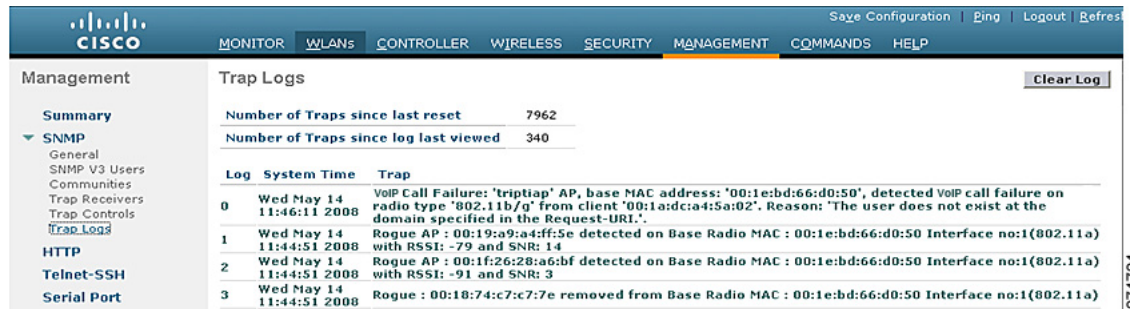 Save Configuration | Ping | Logout | Refres
CISCO
MONITOR WLANs CONTROLLER WIRELESS SECURITY MANAGEMENT COMMANDS HELP
Management
Summary
SNMP
General
SNMP V3 Users
Communities
Trap Receivers
Trap Controls
Trap Logs
HTTP
Telnet-SSH
Serial Port
Trap Logs
Clear Log
Number of Traps since last reset 7962
Number of Traps since log last viewed 340
Log System Time Trap
0 Wed May 14 11:46:11 2008 VoIP Call Failure: 'triptiap' AP, base MAC address: '00:1e:bd:66:d0:50', detected VoIP call failure on
radio type '802.11b/g' from client '00:1a:dc:a4:5a:02'. Reason: 'The user does not exist at the
domain specified in the Request-URI.'.
1 Wed May 14 11:44:51 2008 Rogue AP : 00:19:a9:a4:ff:5e detected on Base Radio MAC : 00:1e:bd:66:d0:50 Interface no:1(802.11a)
with RSSI: -79 and SNR: 14
2 Wed May 14 11:44:51 2008 Rogue AP : 00:1f:26:28:a6:bf detected on Base Radio MAC : 00:1e:bd:66:d0:50 Interface no:1(802.11a)
with RSSI: -91 and SNR: 3
3 Wed May 14 11:44:51 2008 Rogue : 00:18:74:c7:c7:7e removed from Base Radio MAC : 00:1e:bd:66:d0:50 Interface no:1(802.11a)